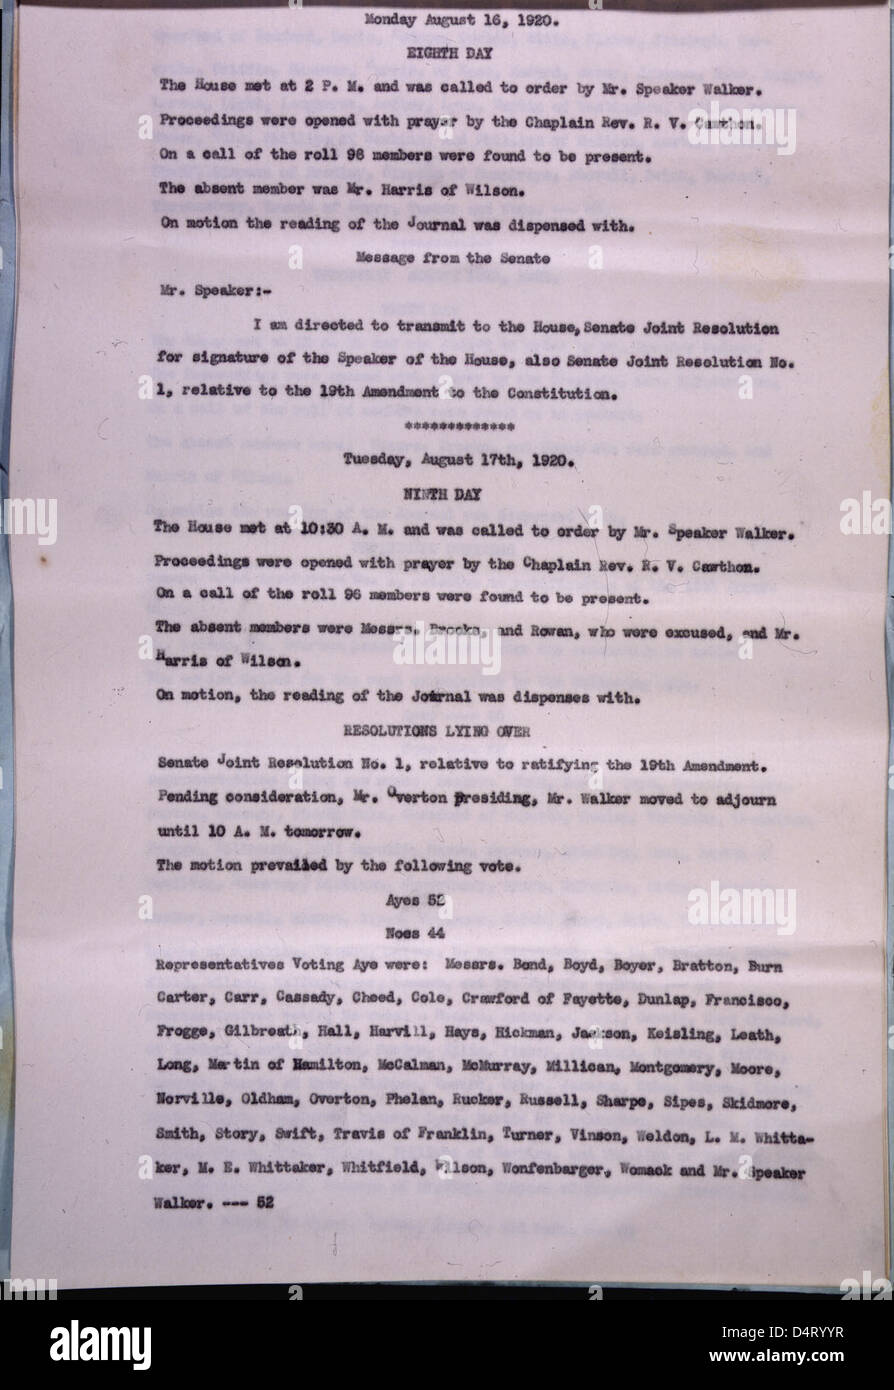 Monday August 16, 1920.
EIGHTH DAY
The House met at 2 P. M. and was called to order by Mr. Speaker Walker.
Proceedings were opened with prayer by the Chaplain Rev. R. V. Cawthon.
On a call of the roll 98 members were found to be present.
The absent member was Mr. Harris of Wilson.
On motion the reading of the Journal was dispensed with.
Message from the Senate
Mr. Speaker:-
I am directed to transmit to the House, Senate Joint Resolution
for signature of the Speaker of the House, also Senate Joint Resolution No.
1, relative to the 19th Amendment to the Constitution.
*************
Tuesday, August 17th, 1920.
NINTH DAY
The House met at 10:30 A. M. and was called to order by Mr. Speaker Walker.
Proceedings were opened with prayer by the Chaplain Rev. R. V. Cawthon.
On a call of the roll 96 members were found to be present.
The absent members were Messrs. Brooks, and Rowan, who were excused, and Mr.
Harris of Wilson.
On motion, the reading of the Journal was dispenses with.
RESOLUTIONS LYING OVER
Senate Joint Resolution No. 1, relative to ratifying the 19th Amendment.
Pending consideration, Mr. Overton presiding, Mr. Walker moved to adjourn
until 10 A. M. tomorrow.
The motion prevailed by the following vote.
Ayes 52
Noes 44
Representatives Voting Aye were: Messrs. Bond, Boyd, Boyer, Bratton, Burn
Carter, Carr, Cassady, Cheed, Cole, Crawford of Fayette, Dunlap, Francisco,
Frogge, Gilbreath, Hall, Harvill, Hays, Hickman, Jackson, Keisling, Leath,
Long, Martin of Hamilton, McCalman, McMurray, Millican, Montgomery, Moore,
Norville, Oldham, Overton, Phelan, Rucker, Russell, Sharpe, Sipes, Skidmore,
Smith, Story, Swift, Travis of Franklin, Turner, Vinson, Weldon, L. M. Whitta-
ker, M. E. Whittaker, Whitfield, Wilson, Wonfenbarger, Womack and Mr. Speaker
Walker. --- 52
alamy
Image ID: D4RYYR
www.alamy.com